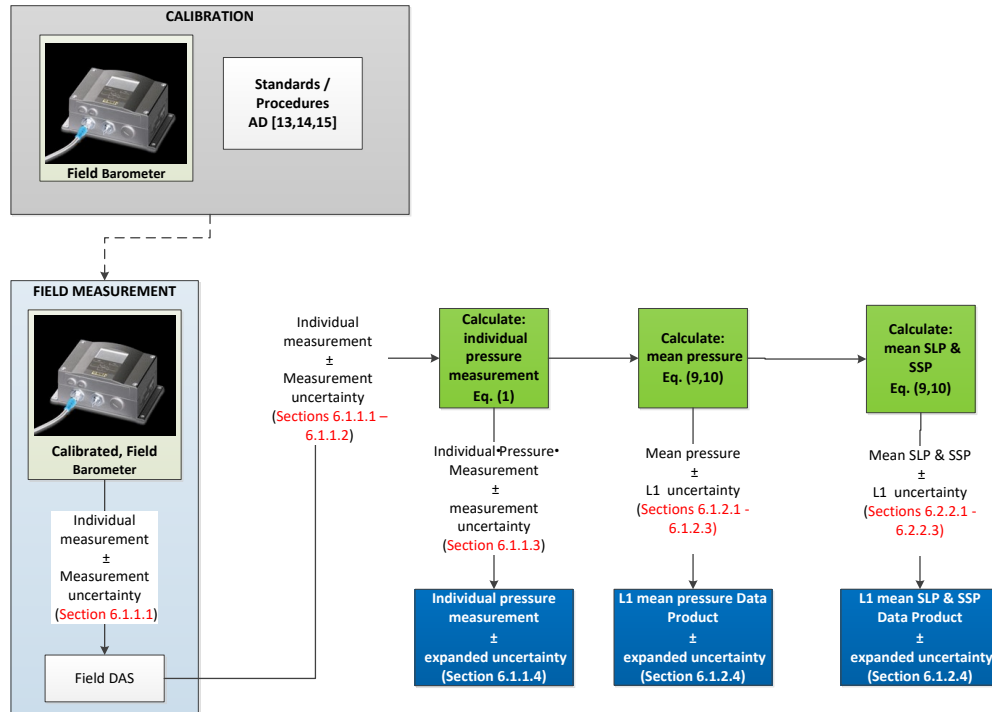 CALIBRATION
Standards /
Procedures
AD [13,14,15]
Field Barometer
FIELD MEASUREMENT
Calibrated, Field
Barometer
Individual
measurement
±
Measurement
uncertainty
(Section 6.1.1.1)
Field DAS
Individual
measurement
±
Measurement
uncertainty
(Sections 6.1.1.1 –
6.1.1.2)
Calculate:
individual
pressure
measurement
Eq. (1)
Individual•Pressure•
Measurement
±
measurement
uncertainty
(Section 6.1.1.3)
Individual pressure
measurement
±
expanded uncertainty
(Section 6.1.1.4)
Calculate:
mean pressure
Eq. (9,10)
Mean pressure
±
L1 uncertainty
(Sections 6.1.2.1 -
6.1.2.3)
L1 mean pressure Data
Product
±
expanded uncertainty
(Section 6.1.2.4)
Calculate:
mean SLP &
SSP
Eq. (9,10)
Mean SLP & SSP
±
L1 uncertainty
(Sections 6.2.2.1 -
6.2.2.3)
L1 mean SLP & SSP
Data Product
±
expanded uncertainty
(Section 6.1.2.4)